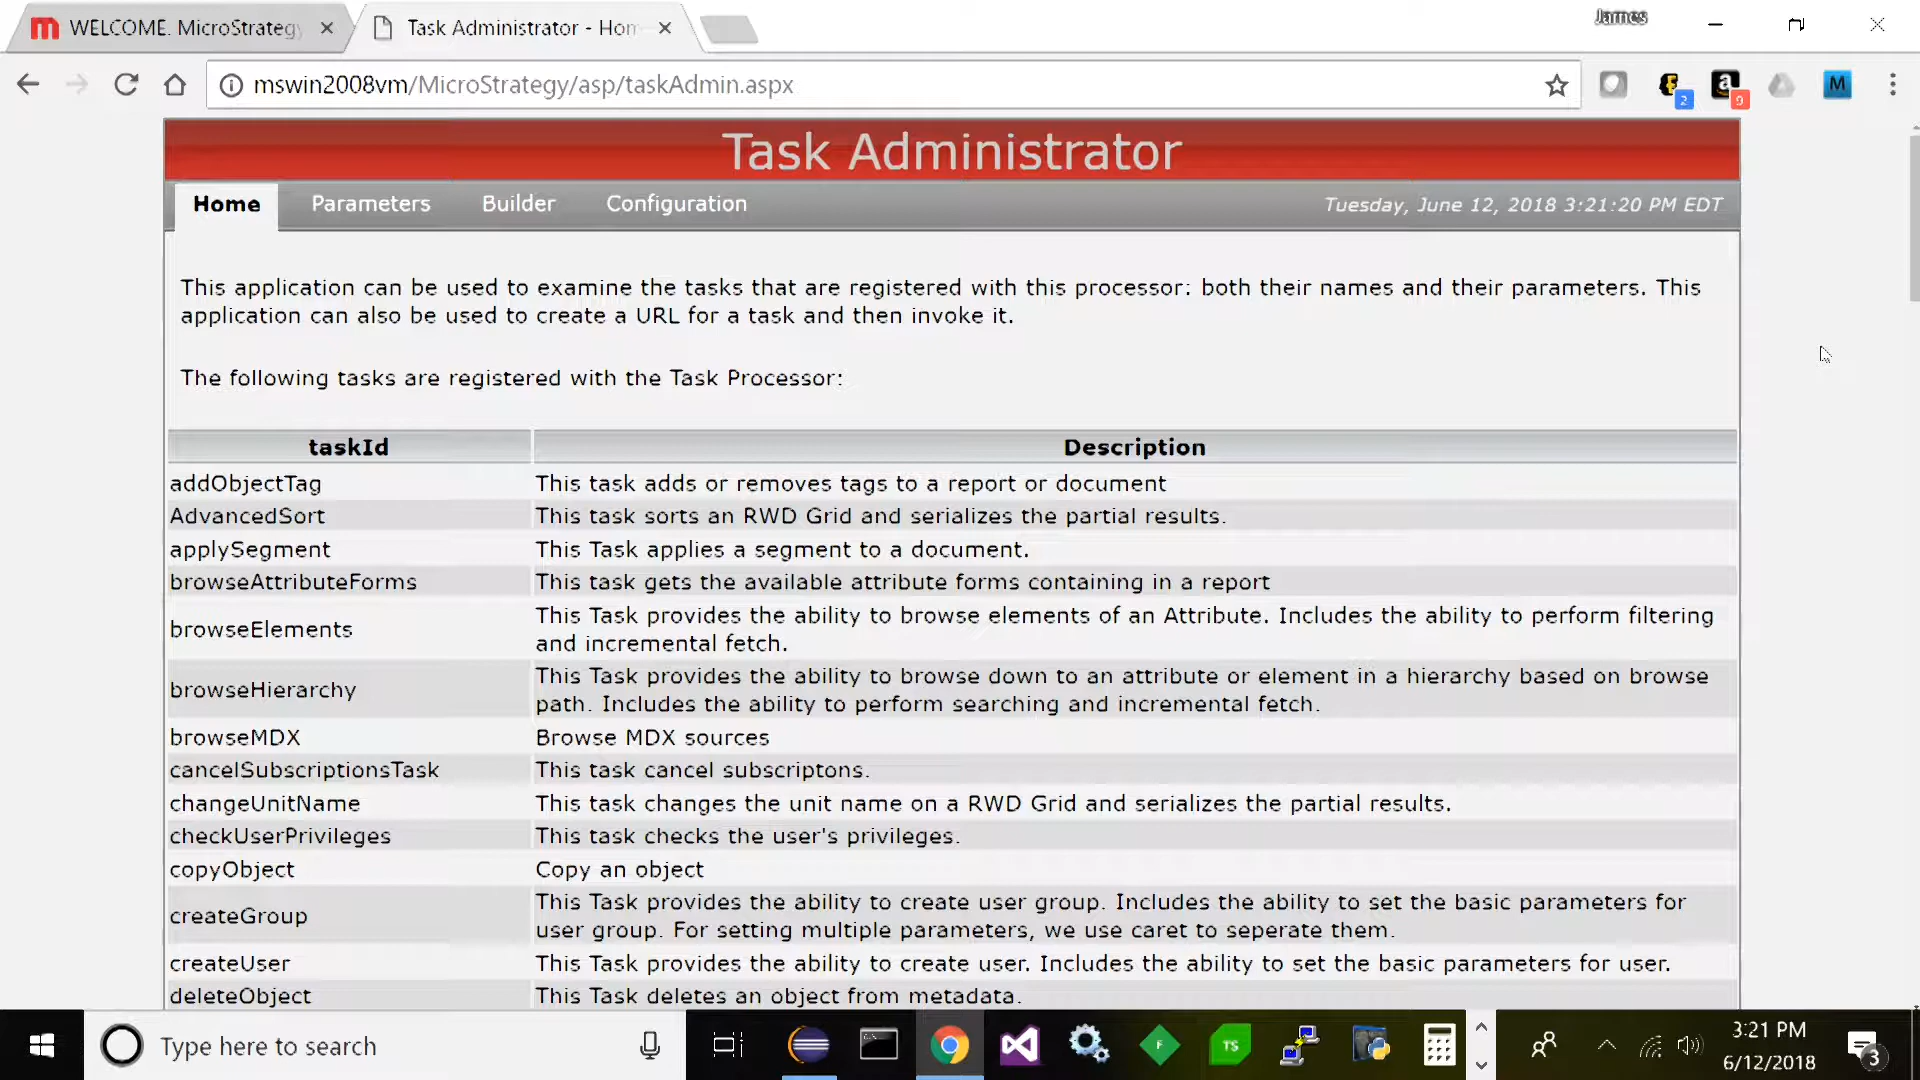 WELCOME. MicroStrategy
Task Administrator - Hom
James
mswin2008vm/MicroStrategy/asp/taskAdmin.aspx
2
a
9
M
Task Administrator
Home Parameters Builder Configuration Tuesday, June 12, 2018 3:21:20 PM EDT
This application can be used to examine the tasks that are registered with this processor: both their names and their parameters. This
application can also be used to create a URL for a task and then invoke it.
The following tasks are registered with the Task Processor:
taskId Description
addObjectTag This task adds or removes tags to a report or document
AdvancedSort This task sorts an RWD Grid and serializes the partial results.
applySegment This Task applies a segment to a document.
browseAttributeForms This task gets the available attribute forms containing in a report
browseElements This Task provides the ability to browse elements of an Attribute. Includes the ability to perform filtering
and incremental fetch.
browseHierarchy This Task provides the ability to browse down to an attribute or element in a hierarchy based on browse
path. Includes the ability to perform searching and incremental fetch.
browseMDX Browse MDX sources
cancelSubscriptionsTask This task cancel subscriptons.
changeUnitName This task changes the unit name on a RWD Grid and serializes the partial results.
checkUserPrivileges This task checks the user's privileges.
copyObject Copy an object
createGroup This Task provides the ability to create user group. Includes the ability to set the basic parameters for
user group. For setting multiple parameters, we use caret to seperate them.
createUser This Task provides the ability to create user. Includes the ability to set the basic parameters for user.
deleteObject This Task deletes an object from metadata.
Type here to search
F
TS
3:21 PM
6/12/2018
3